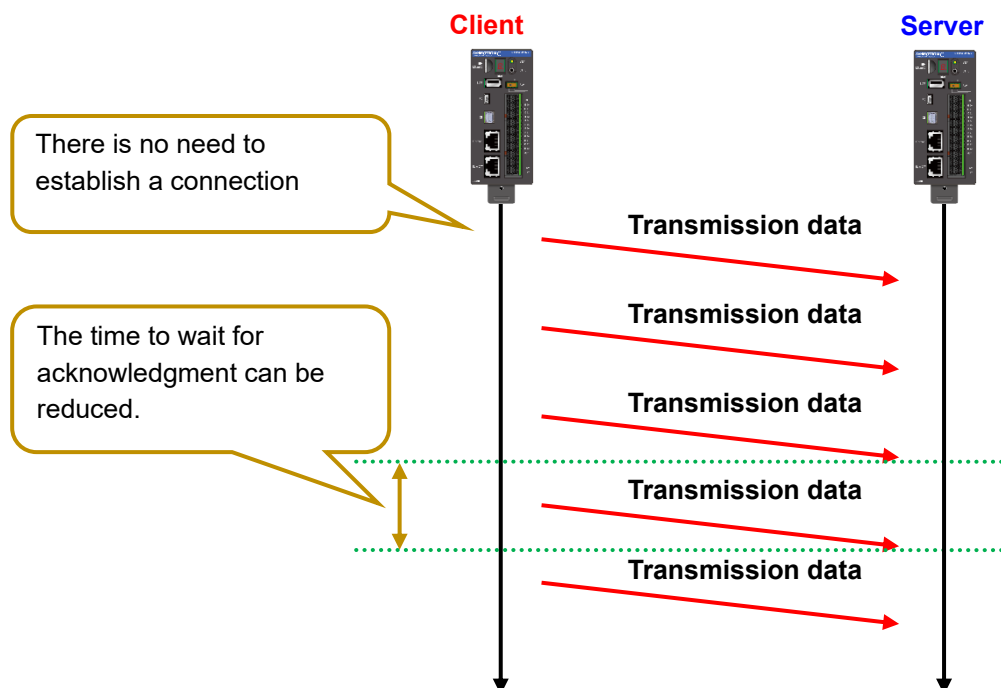 Client
Server
There is no need to
establish a connection
Transmission data
Transmission data
The time to wait for
acknowledgment can be
reduced.
Transmission data
Transmission data
Transmission data